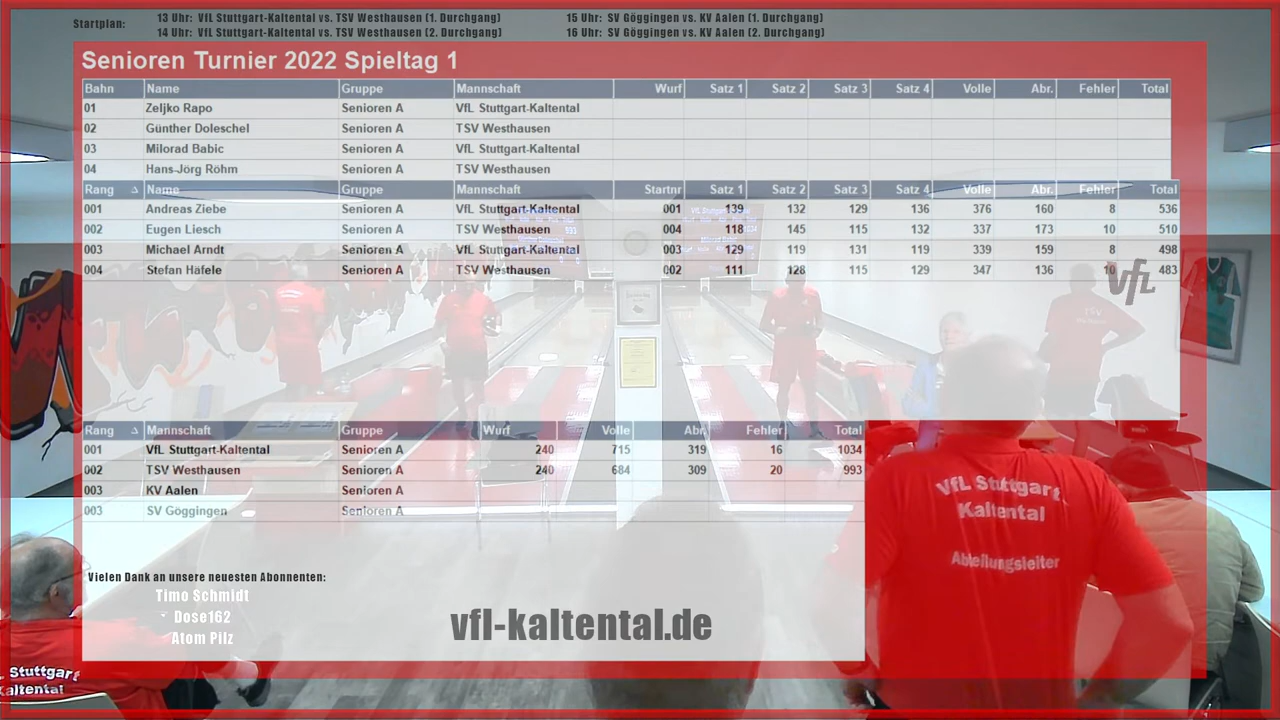 Startplan:
13 Uhr: VfL Stuttgart-Kaltental vs. TSV Westhausen (1. Durchgang)
14 Uhr: VfL Stuttgart-Kaltental vs. TSV Westhausen (2. Durchgang)
15 Uhr: SV Göggingen vs. KV Aalen (1. Durchgang)
16 Uhr: SV Göggingen vs. KV Aalen (2. Durchgang)
Senioren Turnier 2022 Spieltag 1
Bahn Name Gruppe Mannschaft Wurf Satz 1 Satz 2 Satz 3 Satz 4 Volle Abr. Fehler Total
01 Zeljko Rapo Senioren A VfL Stuttgart-Kaltental
02 Günther Doleschel Senioren A TSV Westhausen
03 Milorad Babic Senioren A VfL Stuttgart-Kaltental
04 Hans-Jörg Röhm Senioren A TSV Westhausen
Rang Name Gruppe Mannschaft Startnr Satz 1 Satz 2 Satz 3 Satz 4 Volle Abr. Fehler Total
001 Andreas Ziebe Senioren A VfL Stuttgart-Kaltental 001 139 132 129 136 376 160 8 536
002 Eugen Liesch Senioren A TSV Westhausen 004 118 145 115 132 337 173 10 510
003 Michael Arndt Senioren A VfL Stuttgart-Kaltental 003 129 119 131 119 339 159 8 498
004 Stefan Häfele Senioren A TSV Westhausen 002 111 128 115 129 347 136 10 483
VfL
TSV
Rang Mannschaft Gruppe Wurf Volle Abr. Fehler Total
001 VfL Stuttgart-Kaltental Senioren A 240 715 319 16 1034
002 TSV Westhausen Senioren A 240 684 309 20 993
003 KV Aalen Senioren A
003 SV Göggingen Senioren A
VfL Stuttgart
Kaltental
Abteilungsleiter
Vielen Dank an unsere neuesten Abonnenten:
Timo Schmidt
Dose162
Atom Pilz
vfl-kaltental.de
Stuttgart
Kaltental